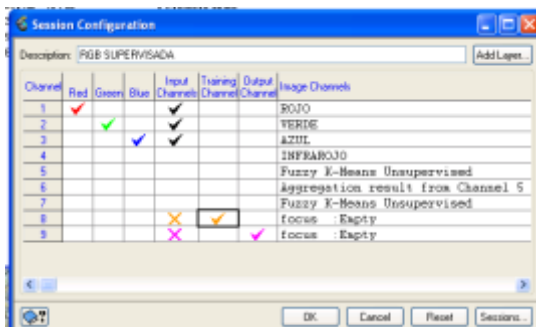 Session Configuration
Description: RGB SUPERVISADA Add Layer...
Channel Red Green Blue Input Channels Training Channel Output Channel Image Channels
1 ROJO
2 VERDE
3 AZUL
4 INFRAROJO
5 Fuzzy K-Means Unsupervised
6 Aggregation result from Channel 5
7 Fuzzy K-Means Unsupervised
8 focus :Empty
9 focus :Empty
OK Cancel Reset Sessions...